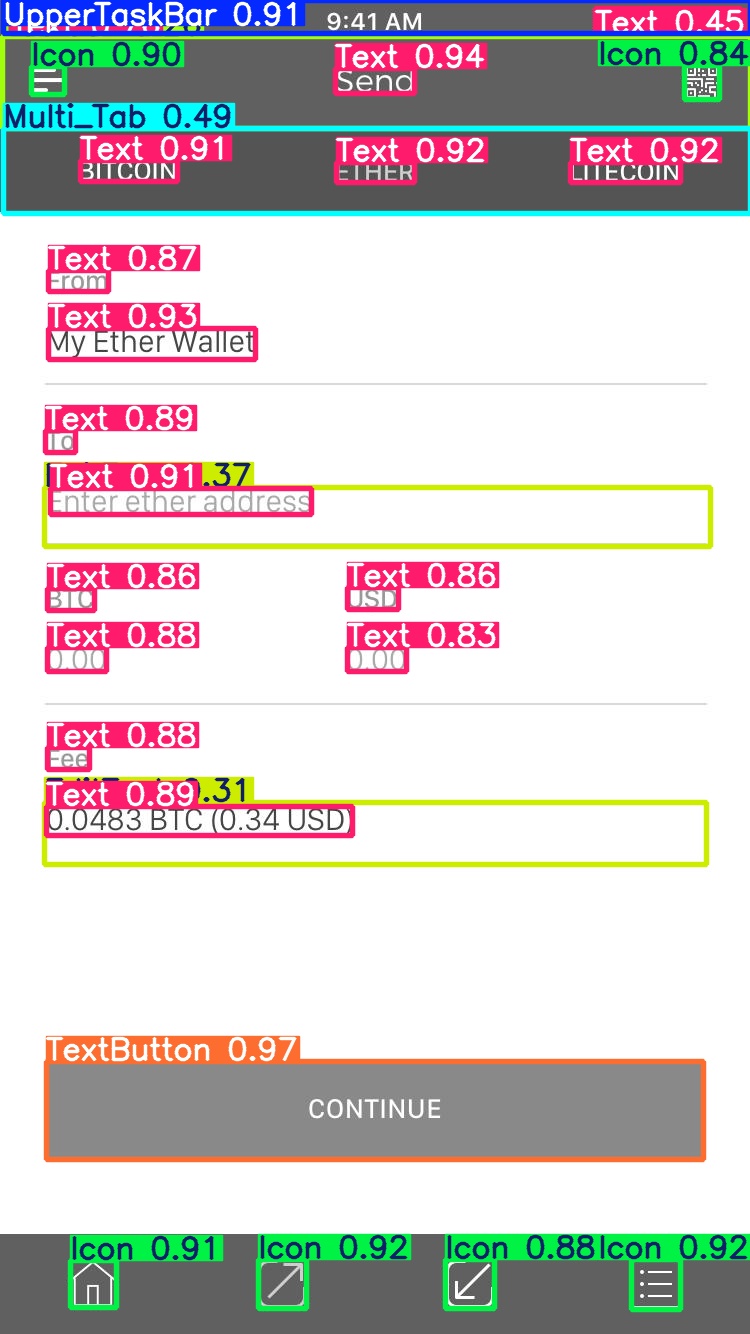 UpperTaskBar 0.91
9:41 AM
Text 0.45
Icon 0.90
Text 0.94
Icon 0.84
Send
Multi_Tab 0.49
Text 0.91 Text 0.92 Text 0.92
BITCOIN ETHER LITECOIN
Text 0.87
From
Text 0.93
My Ether Wallet
Text 0.89
To
Text 0.91 .37
Enter ether address
Text 0.86 Text 0.86
BTC USD
Text 0.88 Text 0.83
0.00 0.00
Text 0.88
Fee
EditText 0.31
Text 0.89
0.0483 BTC (0.34 USD)
TextButton 0.97
CONTINUE
Icon 0.91 Icon 0.92 Icon 0.88 Icon 0.92